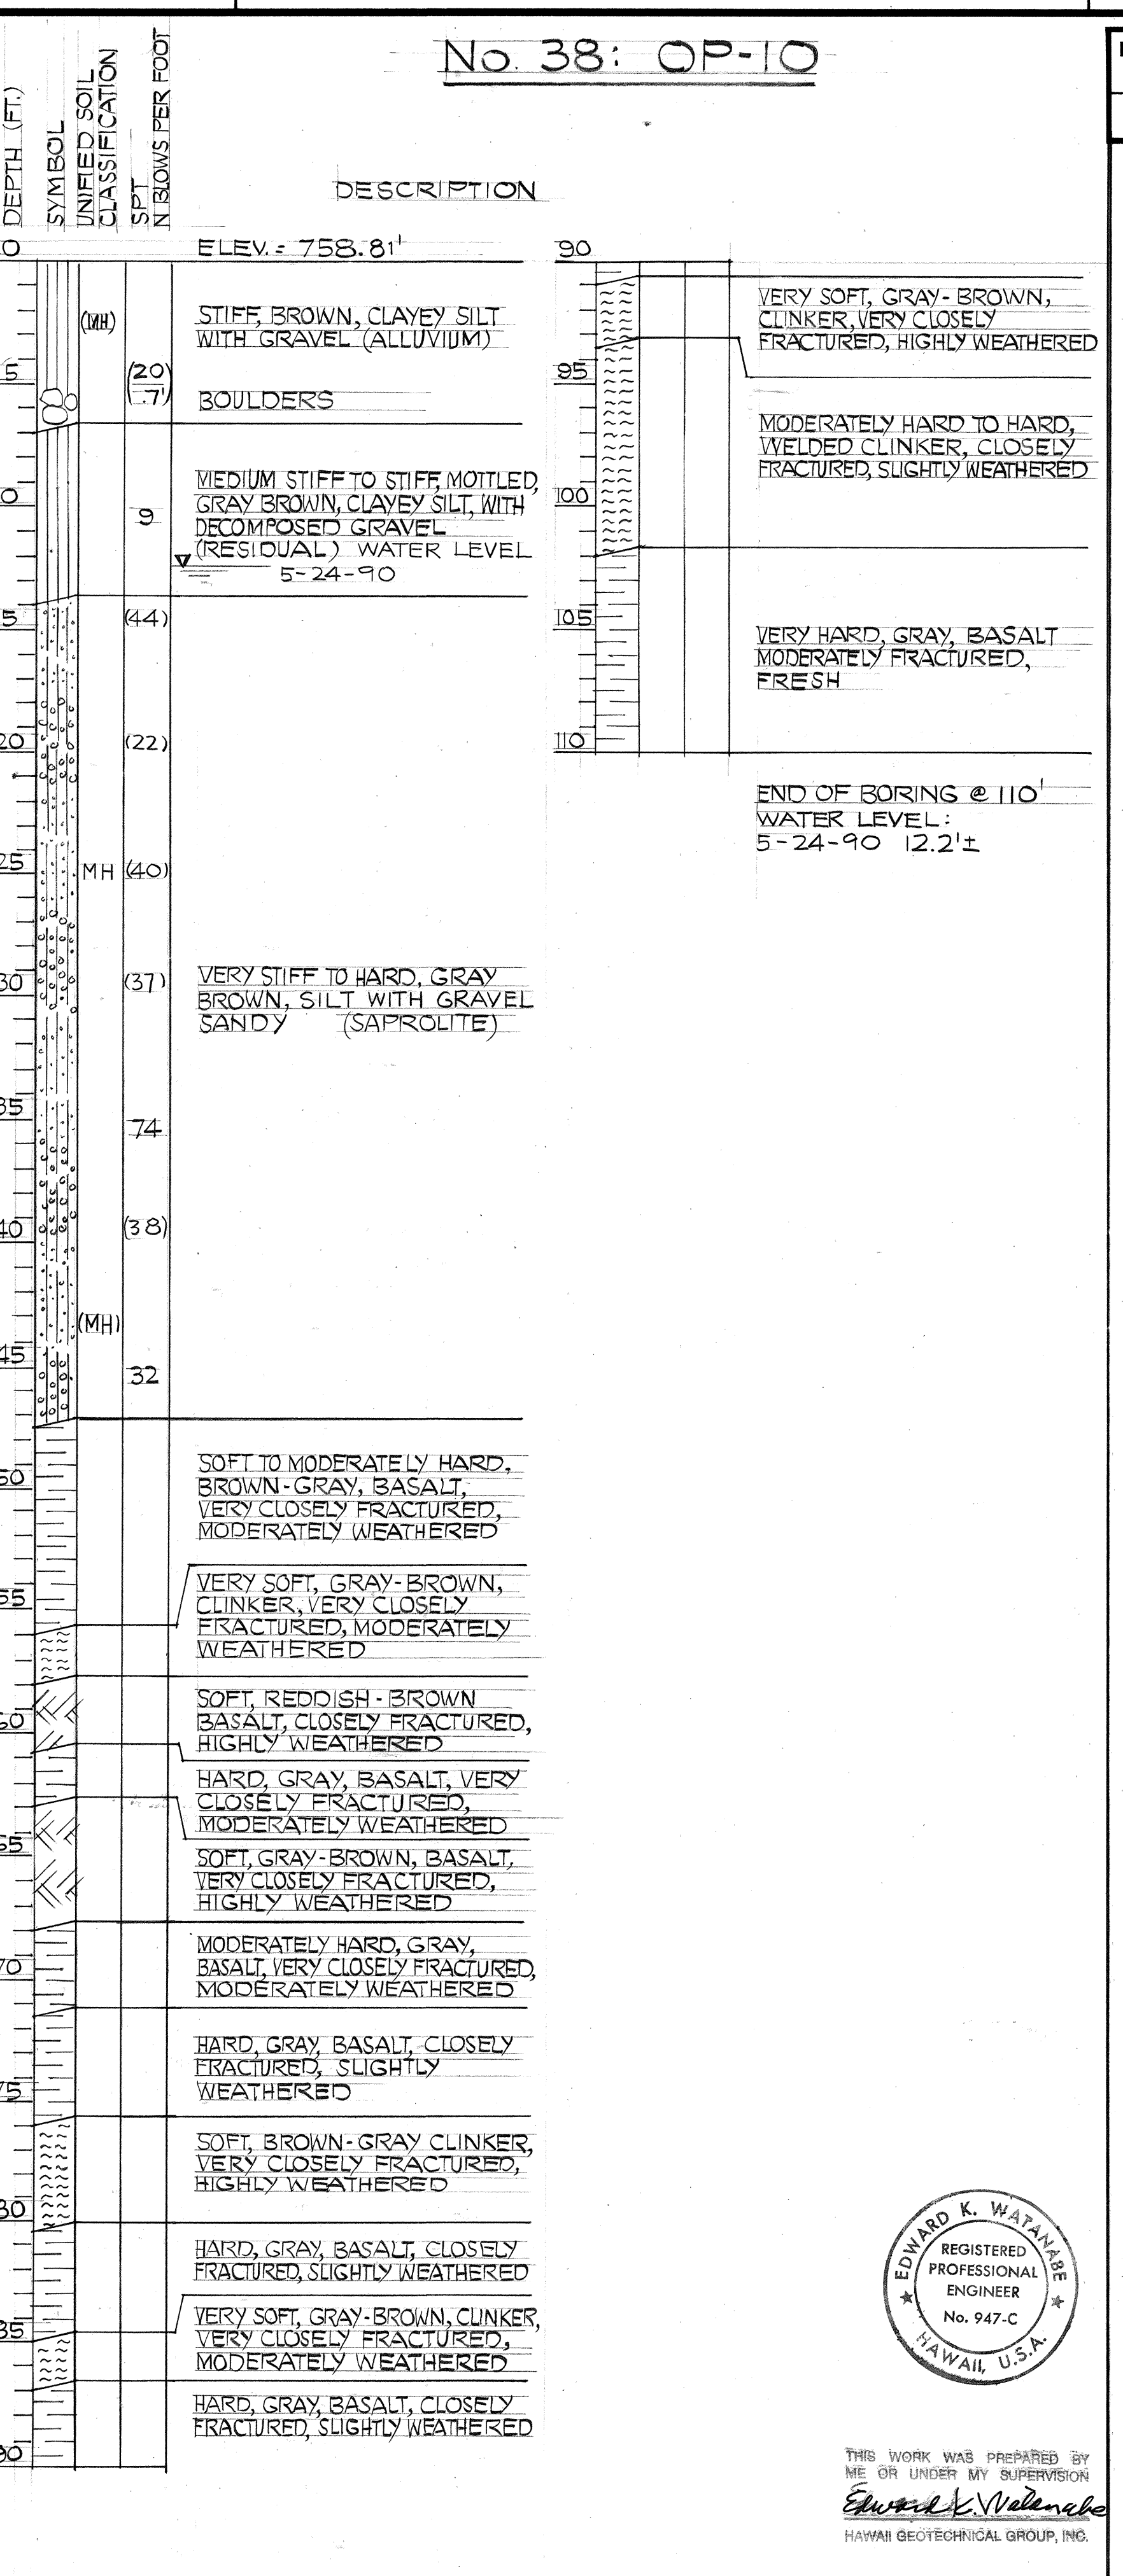 No. 38: OP-10
DEPTH (FT.)
SYMBOL
UNIFIED SOIL
CLASSIFICATION
SPT
N BLOWS PER FOOT
DESCRIPTION
0
ELEV. = 758.81'
(MH)
STIFF, BROWN, CLAYEY SILT
WITH GRAVEL (ALLUVIUM)
5
(20)
.7'
BOULDERS
MEDIUM STIFF TO STIFF, MOTTLED,
GRAY BROWN, CLAYEY SILT, WITH
0
9
DECOMPOSED GRAVEL
(RESIDUAL) WATER LEVEL
5-24-90
5
(44)
20
(22)
25
MH
(40)
30
(37)
VERY STIFF TO HARD, GRAY
BROWN, SILT WITH GRAVEL
SANDY (SAPROLITE)
35
74
40
(38)
(MH)
45
32
50
SOFT TO MODERATELY HARD,
BROWN-GRAY, BASALT,
VERY CLOSELY FRACTURED,
MODERATELY WEATHERED
55
VERY SOFT, GRAY-BROWN,
CLINKER, VERY CLOSELY
FRACTURED, MODERATELY
WEATHERED
60
SOFT, REDDISH-BROWN
BASALT, CLOSELY FRACTURED,
HIGHLY WEATHERED
HARD, GRAY, BASALT, VERY
CLOSELY FRACTURED,
MODERATELY WEATHERED
65
SOFT, GRAY-BROWN, BASALT,
VERY CLOSELY FRACTURED,
HIGHLY WEATHERED
70
MODERATELY HARD, GRAY,
BASALT, VERY CLOSELY FRACTURED,
MODERATELY WEATHERED
75
HARD, GRAY, BASALT, CLOSELY
FRACTURED, SLIGHTLY
WEATHERED
80
SOFT, BROWN-GRAY CLINKER,
VERY CLOSELY FRACTURED,
HIGHLY WEATHERED
HARD, GRAY, BASALT, CLOSELY
FRACTURED, SLIGHTLY WEATHERED
85
VERY SOFT, GRAY-BROWN, CLINKER,
VERY CLOSELY FRACTURED,
MODERATELY WEATHERED
90
HARD, GRAY, BASALT, CLOSELY
FRACTURED, SLIGHTLY WEATHERED
90
VERY SOFT, GRAY-BROWN,
CLINKER, VERY CLOSELY
FRACTURED, HIGHLY WEATHERED
95
MODERATELY HARD TO HARD,
WELDED CLINKER, CLOSELY
FRACTURED, SLIGHTLY WEATHERED
100
105
VERY HARD, GRAY, BASALT
MODERATELY FRACTURED,
FRESH
110
END OF BORING @ 110'
WATER LEVEL:
5-24-90 12.2'±
EDWARD K. WATANABE
REGISTERED
PROFESSIONAL
ENGINEER
No. 947-C
HAWAII, U.S.A.
THIS WORK WAS PREPARED BY
ME OR UNDER MY SUPERVISION
Edward K. Watanabe
HAWAII GEOTECHNICAL GROUP, INC.